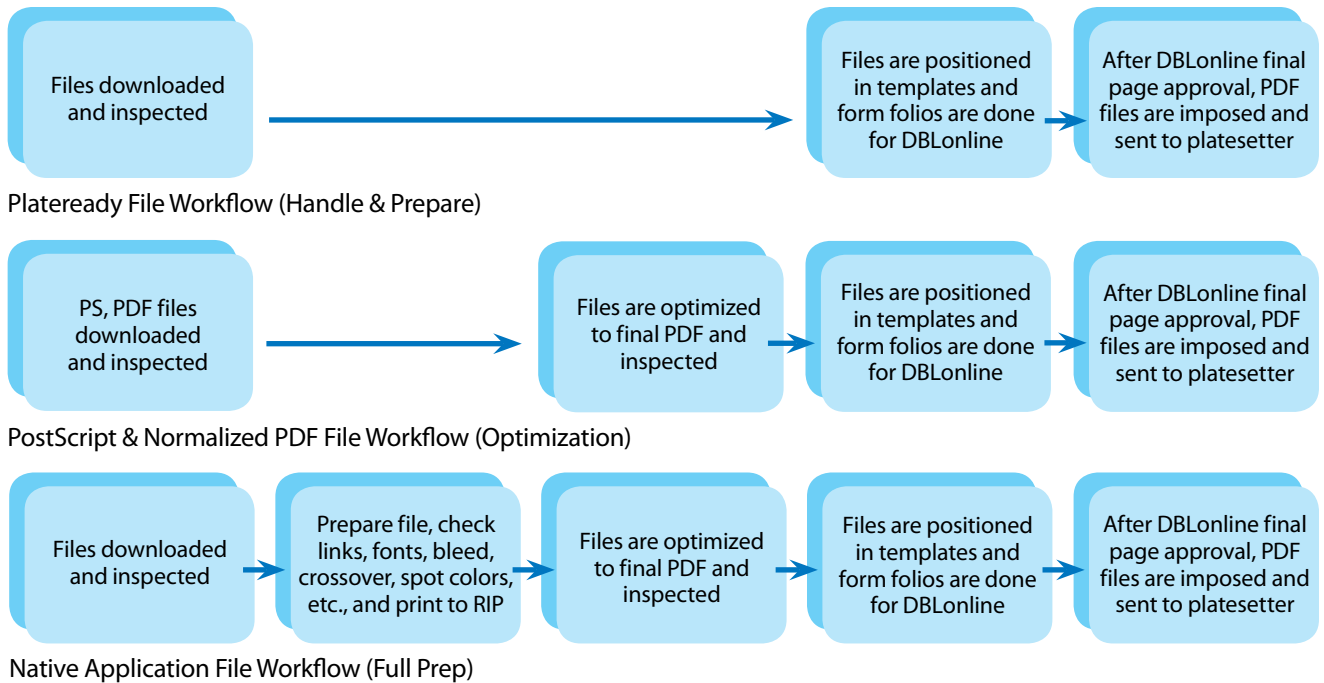 Files downloaded
and inspected
Files are positioned
in templates and
form folios are done
for DBLonline
After DBLonline final
page approval, PDF
files are imposed and
sent to platesetter
Plateready File Workflow (Handle & Prepare)
PS, PDF files
downloaded
and inspected
Files are optimized
to final PDF and
inspected
Files are positioned
in templates and
form folios are done
for DBLonline
After DBLonline final
page approval, PDF
files are imposed and
sent to platesetter
PostScript & Normalized PDF File Workflow (Optimization)
Files downloaded
and inspected
Prepare file, check
links, fonts, bleed,
crossover, spot colors,
etc., and print to RIP
Files are optimized
to final PDF and
inspected
Files are positioned
in templates and
form folios are done
for DBLonline
After DBLonline final
page approval, PDF
files are imposed and
sent to platesetter
Native Application File Workflow (Full Prep)